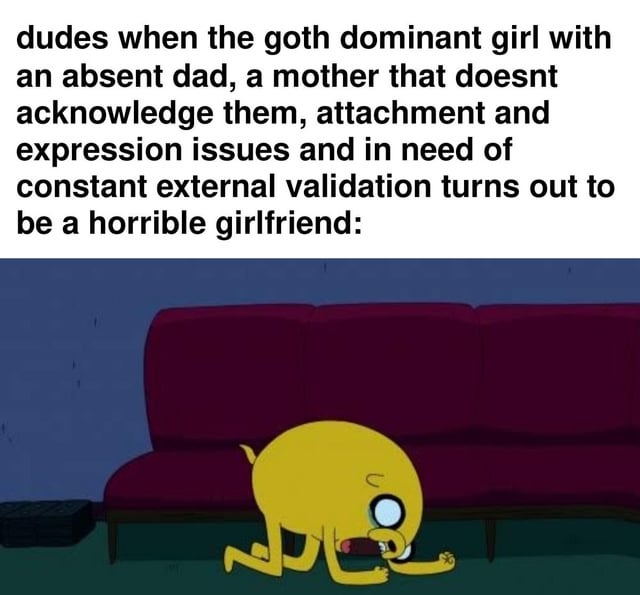 dudes when the goth dominant girl with
an absent dad, a mother that doesnt
acknowledge them, attachment and
expression issues and in need of
constant external validation turns out to
be a horrible girlfriend: